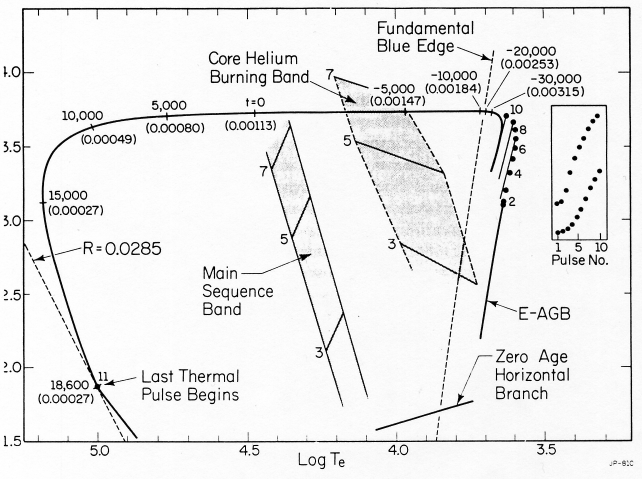 Fundamental
Blue Edge
-20,000
(0.00253)
Core Helium
Burning Band
7
4.0
-5,000
(0.00147)
-10,000
(0.00184)
-30,000
(0.00315)
10,000
(0.00049)
5,000
(0.00080)
t=0
(0.00113)
10
8
6
4
2
3.5
7
5
15,000
(0.00027)
3.0
5
3
1 5 10
Pulse No.
R=0.0285
Main
Sequence
Band
2.5
E-AGB
3
2.0
11
18,600
(0.00027)
Last Thermal
Pulse Begins
Zero Age
Horizontal
Branch
1.5
5.0 4.5 4.0 3.5
Log Te
JP-81C